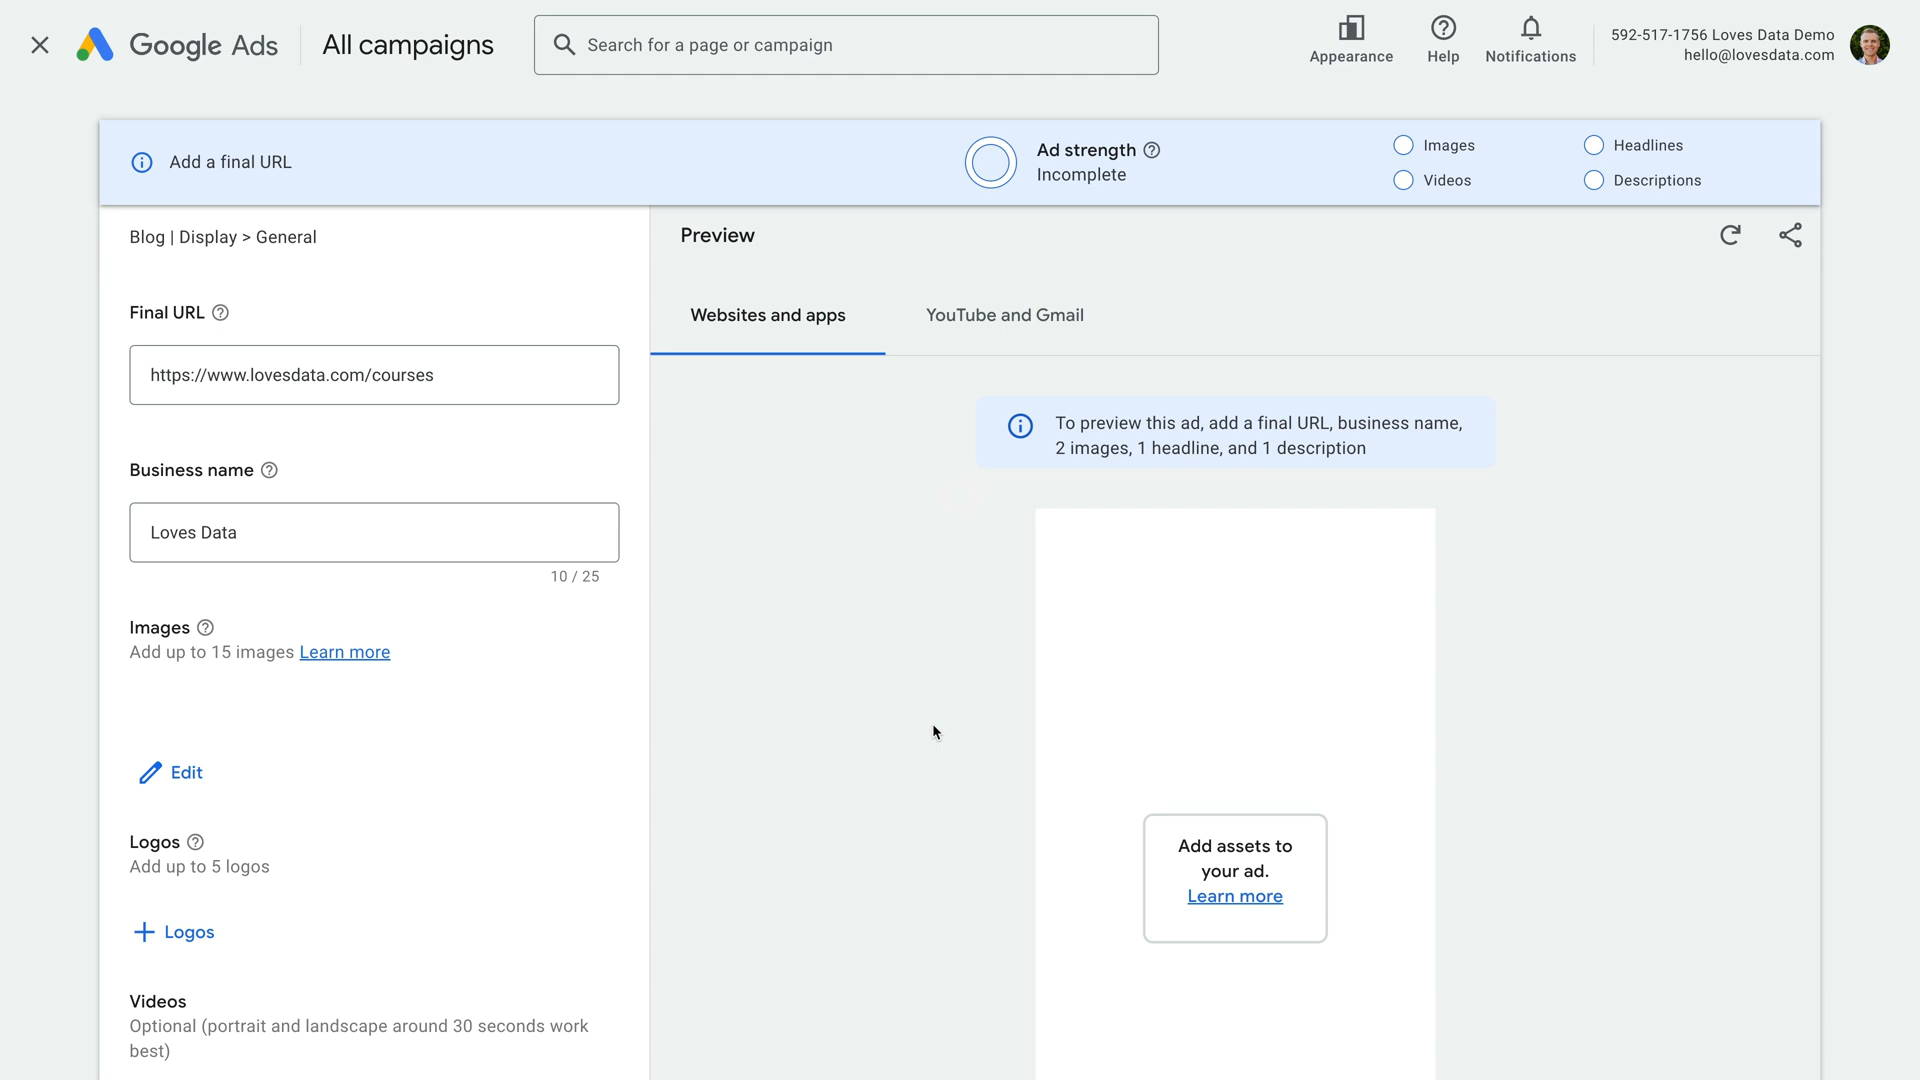 Google Ads
All campaigns
Search for a page or campaign
Appearance
Help
Notifications
592-517-1756 Loves Data Demo
hello@lovesdata.com
Add a final URL
Ad strength
Incomplete
Images
Videos
Headlines
Descriptions
Blog | Display > General
Final URL
https://www.lovesdata.com/courses
Business name
Loves Data
10 / 25
Images
Add up to 15 images Learn more
Edit
Logos
Add up to 5 logos
Logos
Videos
Optional (portrait and landscape around 30 seconds work
best)
Preview
Websites and apps
YouTube and Gmail
To preview this ad, add a final URL, business name,
2 images, 1 headline, and 1 description
Add assets to
your ad.
Learn more